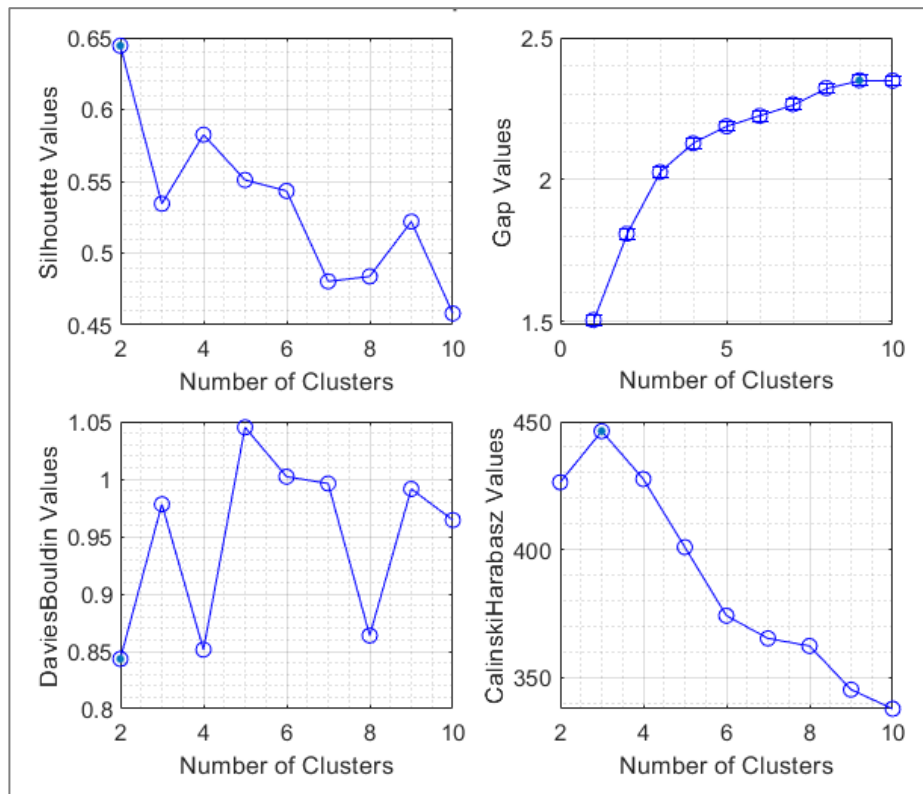 0.65
0.6
0.55
0.5
0.45
Silhouette Values
2 4 6 8 10
Number of Clusters
2.5
2
1.5
Gap Values
0 5 10
Number of Clusters
1.05
1
0.95
0.9
0.85
0.8
DaviesBouldin Values
2 4 6 8 10
Number of Clusters
450
400
350
CalinskiHarabasz Values
2 4 6 8 10
Number of Clusters